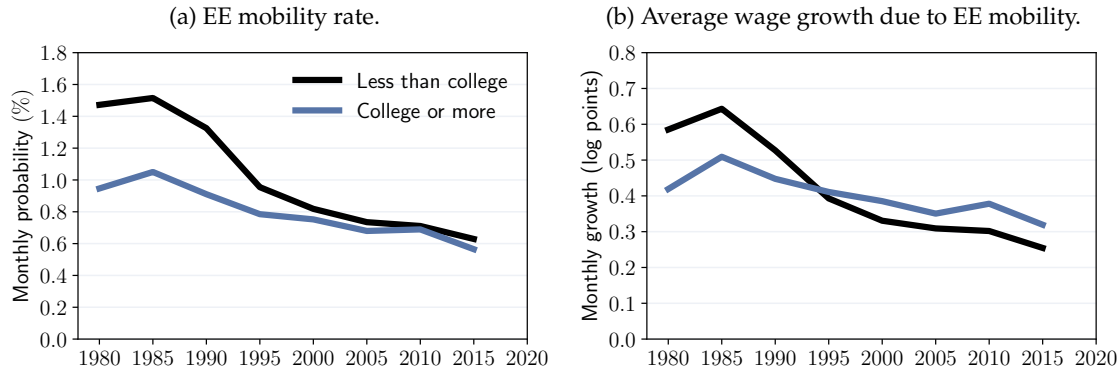 (a) EE mobility rate.
Monthly probability (%)
1.8
1.6
1.4
1.2
1.0
0.8
0.6
0.4
0.2
0.0
Less than college
College or more
1980 1985 1990 1995 2000 2005 2010 2015 2020
(b) Average wage growth due to EE mobility.
Monthly growth (log points)
0.8
0.7
0.6
0.5
0.4
0.3
0.2
0.1
0.0
1980 1985 1990 1995 2000 2005 2010 2015 2020